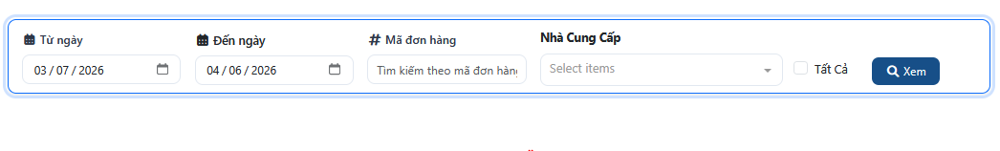 Từ ngày
Đến ngày
Mã đơn hàng
Nhà Cung Cấp
03 / 07 / 2026
04 / 06 / 2026
Tìm kiếm theo mã đơn hàn
Select items
Tất Cả
Xem